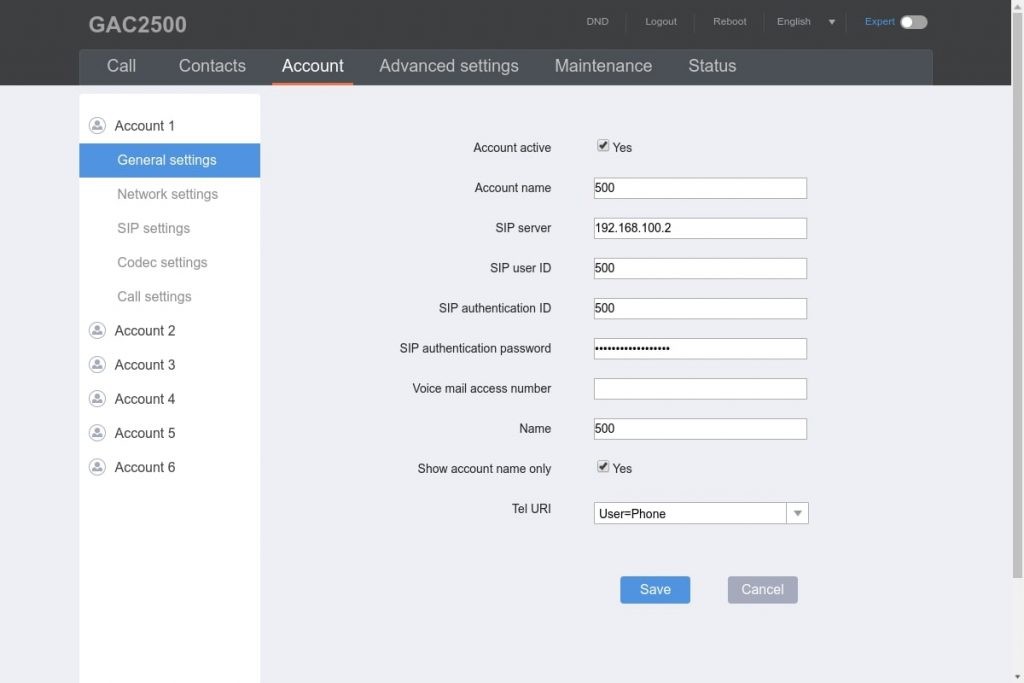 GAC2500
DND Logout Reboot English Expert
Call Contacts Account Advanced settings Maintenance Status
Account 1
General settings
Network settings
SIP settings
Codec settings
Call settings
Account 2
Account 3
Account 4
Account 5
Account 6
Account active Yes
Account name 500
SIP server 192.168.100.2
SIP user ID 500
SIP authentication ID 500
SIP authentication password ••••••••••••••••••
Voice mail access number
Name 500
Show account name only Yes
Tel URI User=Phone
Save Cancel